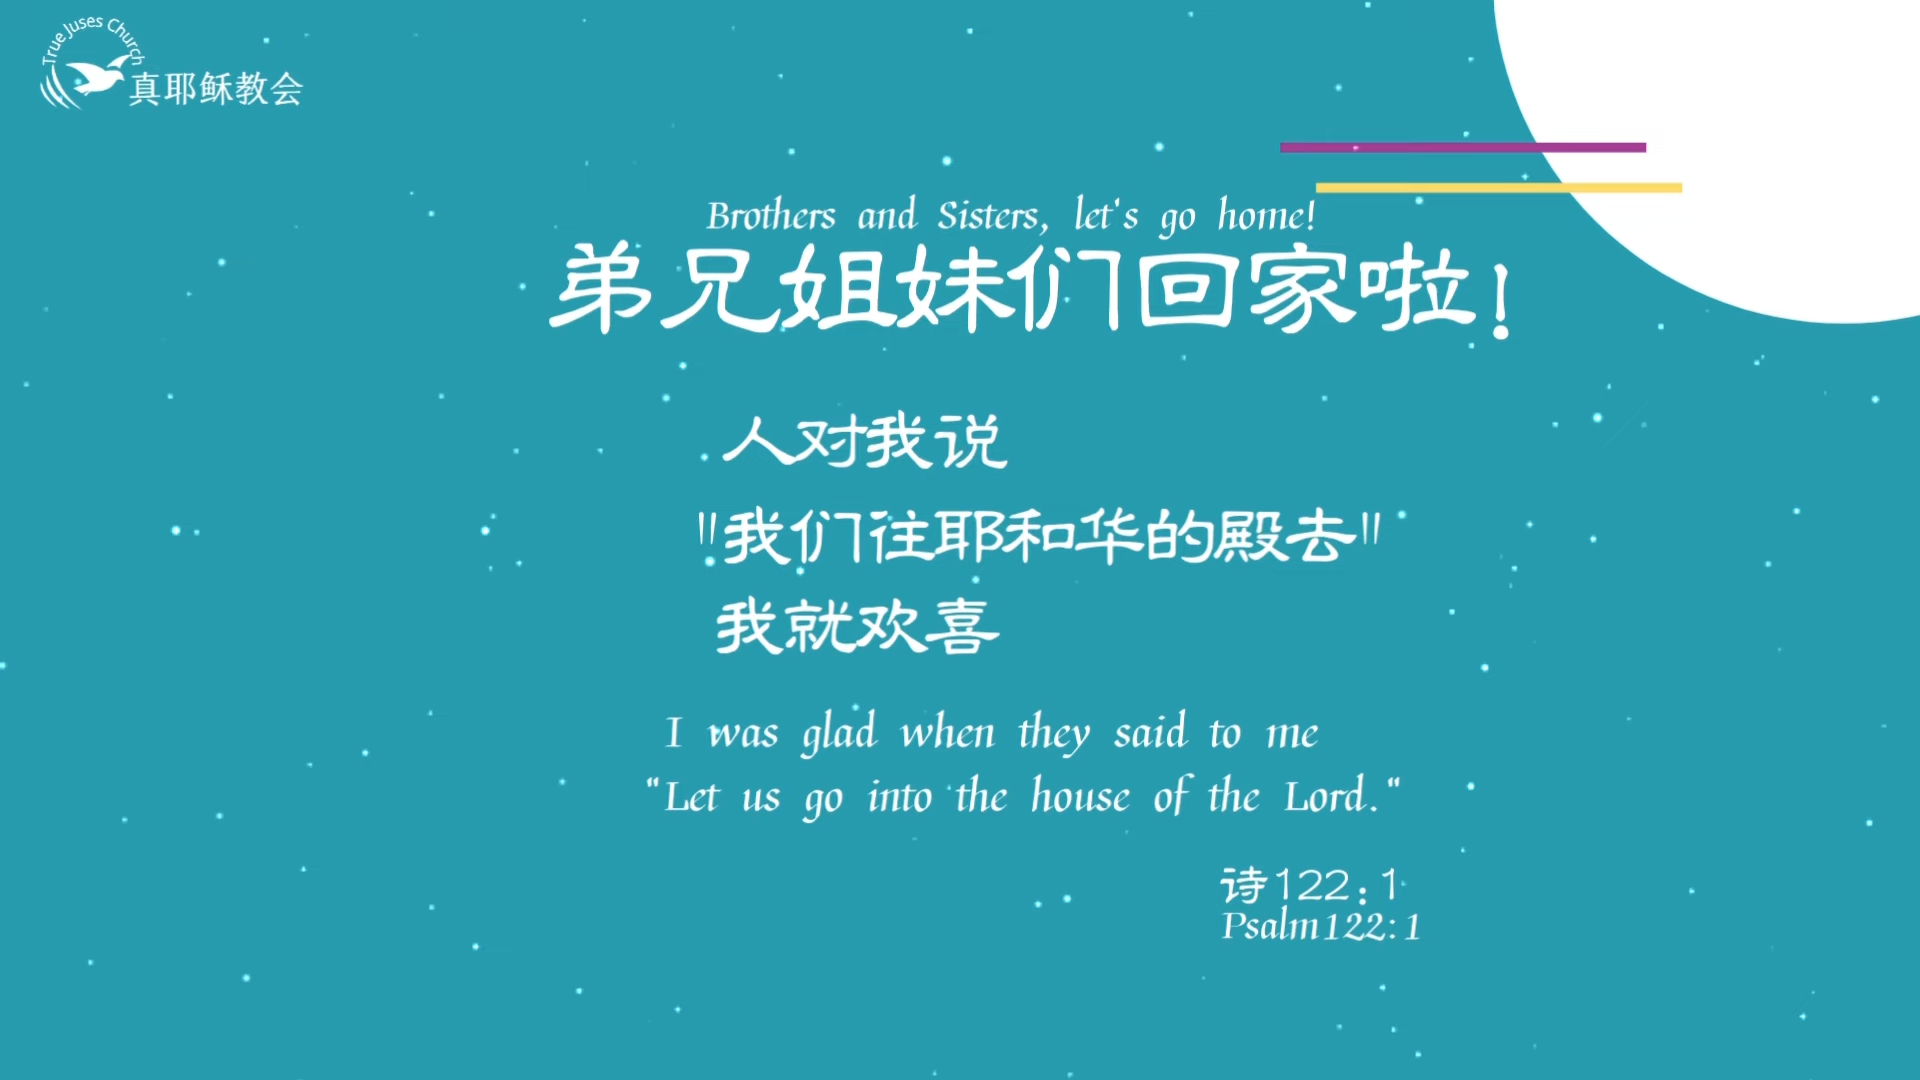 True Juses Church
真耶稣教会
Brothers and Sisters, let's go home!
弟兄姐妹们回家啦!
人对我说
"我们往耶和华的殿去"
我就欢喜
I was glad when they said to me
"Let us go into the house of the Lord."
诗122:1
Psalm122:1